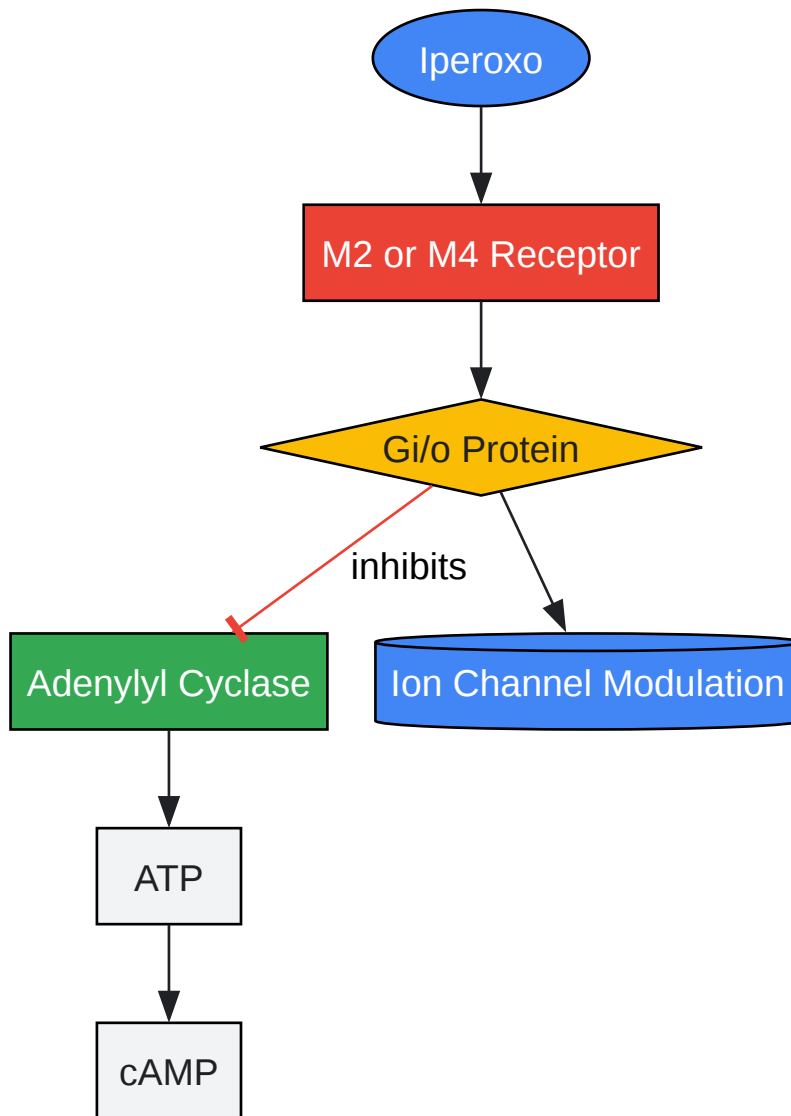 Iperoxo
M2 or M4 Receptor
Gi/o Protein
inhibits
Adenylyl Cyclase
Ion Channel Modulation
ATP
cAMP